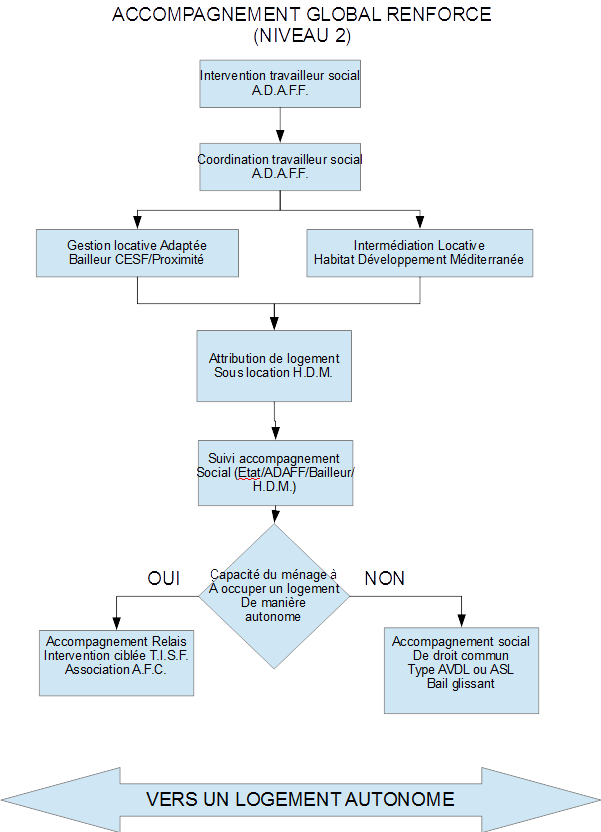 ACCOMPAGNEMENT GLOBAL RENFORCE
(NIVEAU 2)
Intervention travailleur social
A.D.A.F.F.
Coordination travailleur social
A.D.A.F.F.
Gestion locative Adaptée
Bailleur CESF/Proximité
Intermédiation Locative
Habitat Développement Méditerranée
Attribution de logement
Sous location H.D.M.
Suivi accompagnement
Social (Etat/ADAFF/Bailleur/
H.D.M.)
Capacité du ménage à
À occuper un logement
De manière
autonome
OUI
NON
Accompagnement Relais
Intervention ciblée T.I.S.F.
Association A.F.C.
Accompagnement social
De droit commun
Type AVDL ou ASL
Bail glissant
VERS UN LOGEMENT AUTONOME